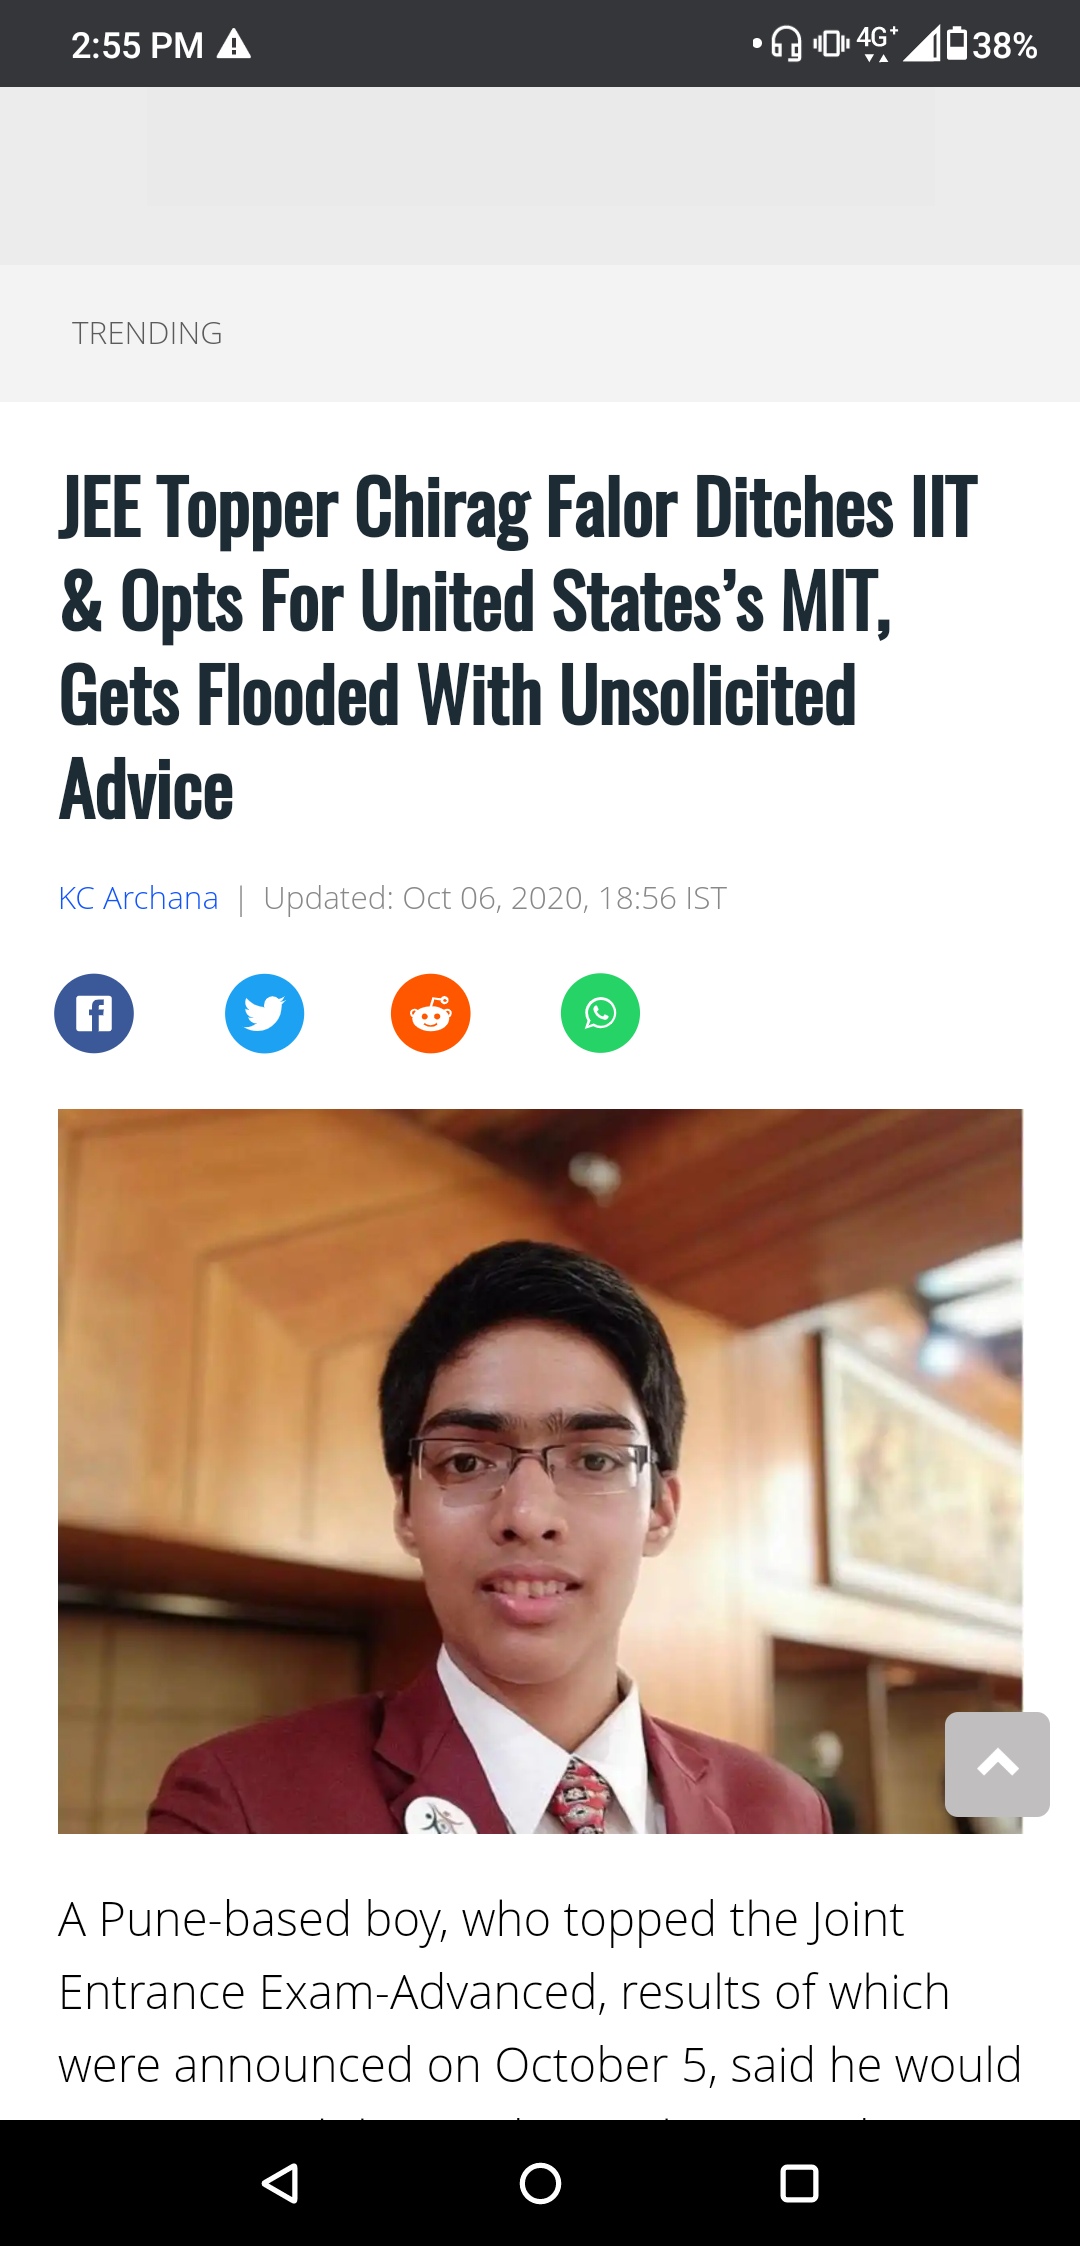 2:55 PM
4G+
38%
TRENDING
JEE Topper Chirag Falor Ditches IIT
& Opts For United States’s MIT,
Gets Flooded With Unsolicited
Advice
KC Archana | Updated: Oct 06, 2020, 18:56 IST
A Pune-based boy, who topped the Joint
Entrance Exam-Advanced, results of which
were announced on October 5, said he would